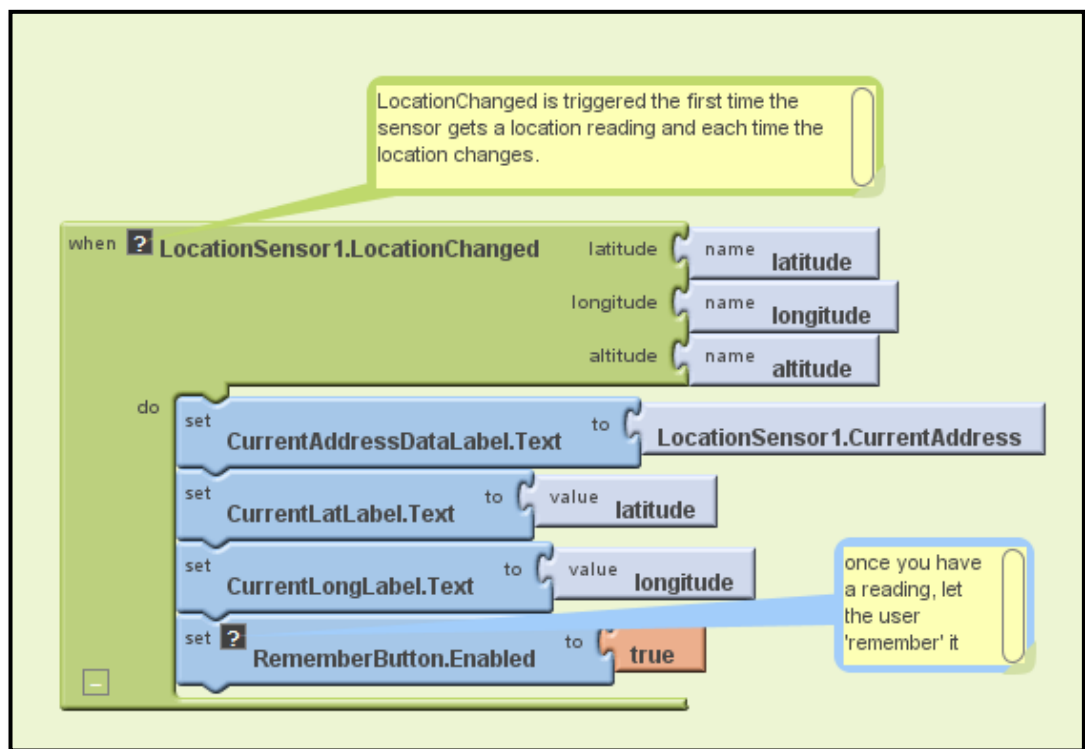 LocationChanged is triggered the first time the
sensor gets a location reading and each time the
location changes.
when ? LocationSensor1.LocationChanged latitude name latitude
longitude name longitude
altitude name altitude
do
set CurrentAddressDataLabel.Text to LocationSensor1.CurrentAddress
set CurrentLatLabel.Text to value latitude
set CurrentLongLabel.Text to value longitude
set ? RememberButton.Enabled to true
once you have
a reading, let
the user
'remember' it